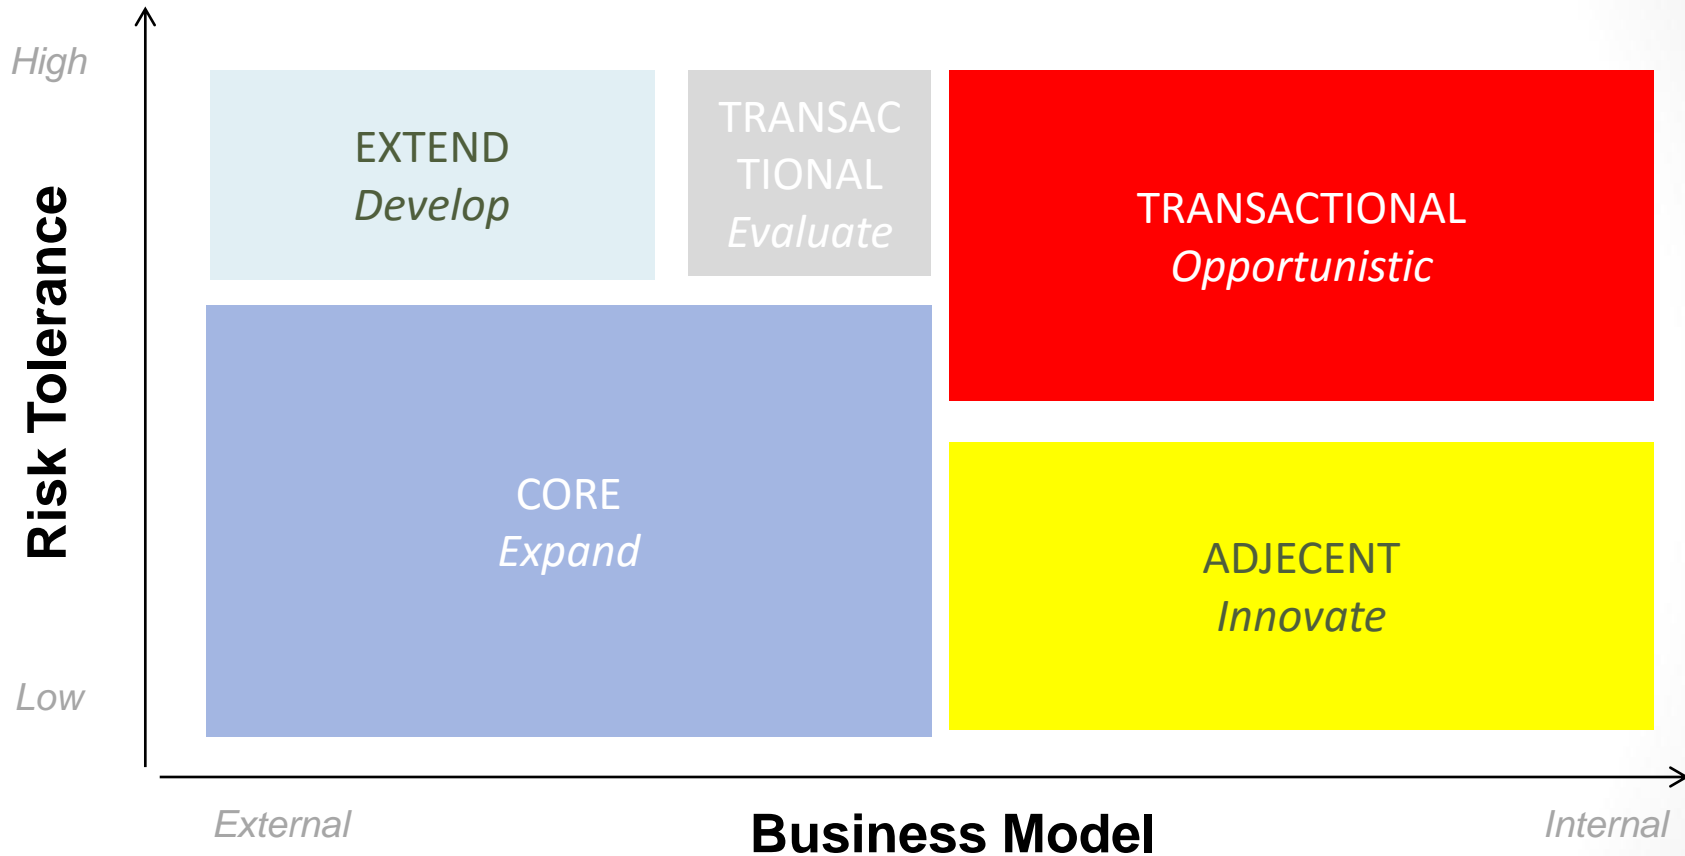 High
EXTEND
Develop
TRANSAC
TIONAL
Evaluate
TRANSACTIONAL
Opportunistic
Risk Tolerance
CORE
Expand
ADJECENT
Innovate
Low
External
Business Model
Internal